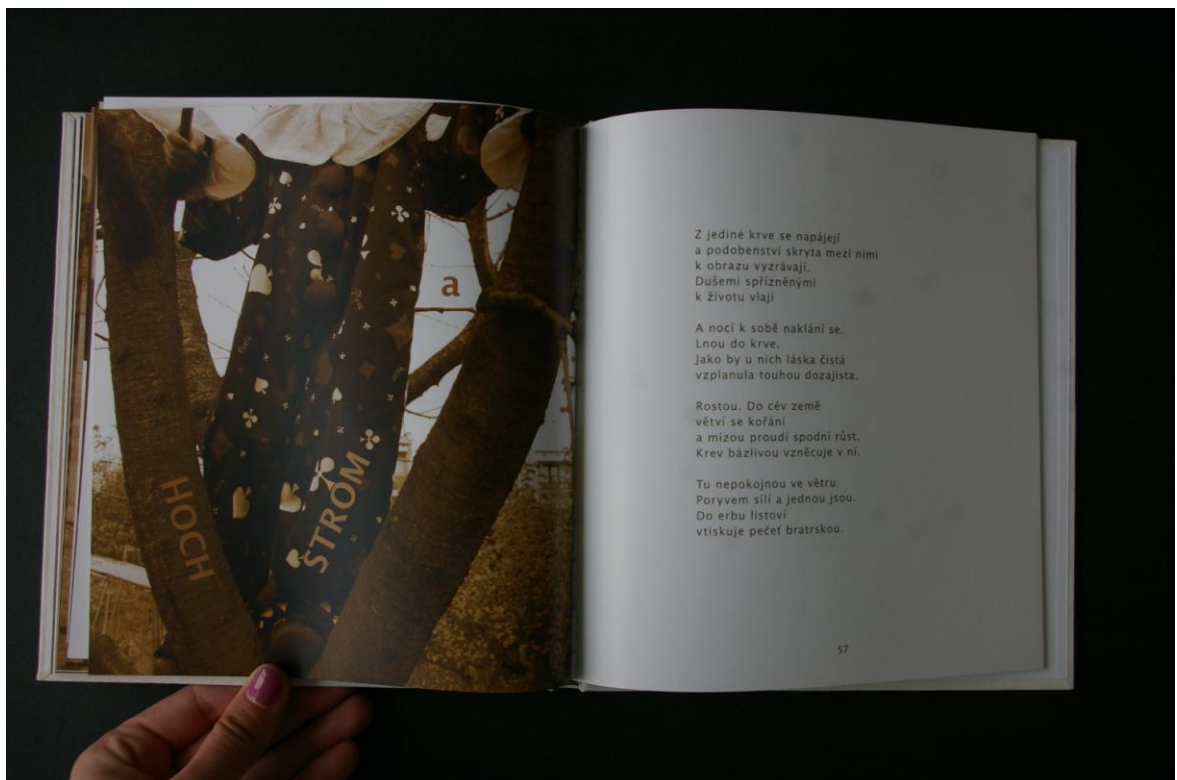 HOCH
a
STROM
Z jediné krve se napájejí
a podobenství skryta mezi nimi
k obrazu vyzrávají.
Dušemi spřízněnými
k životu vlají
A nocí k sobě naklání se.
Lnou do krve.
Jako by u nich láska čistá
vzplanula touhou dozajista.
Rostou. Do cév země
větví se kořání
a mízou proudí spodní růst.
Krev bázlivou vzněcuje v ní.
Tu nepokojnou ve větru.
Poryvem sílí a jednou jsou.
Do erbu listoví
vtiskuje pečeť bratrskou.
57